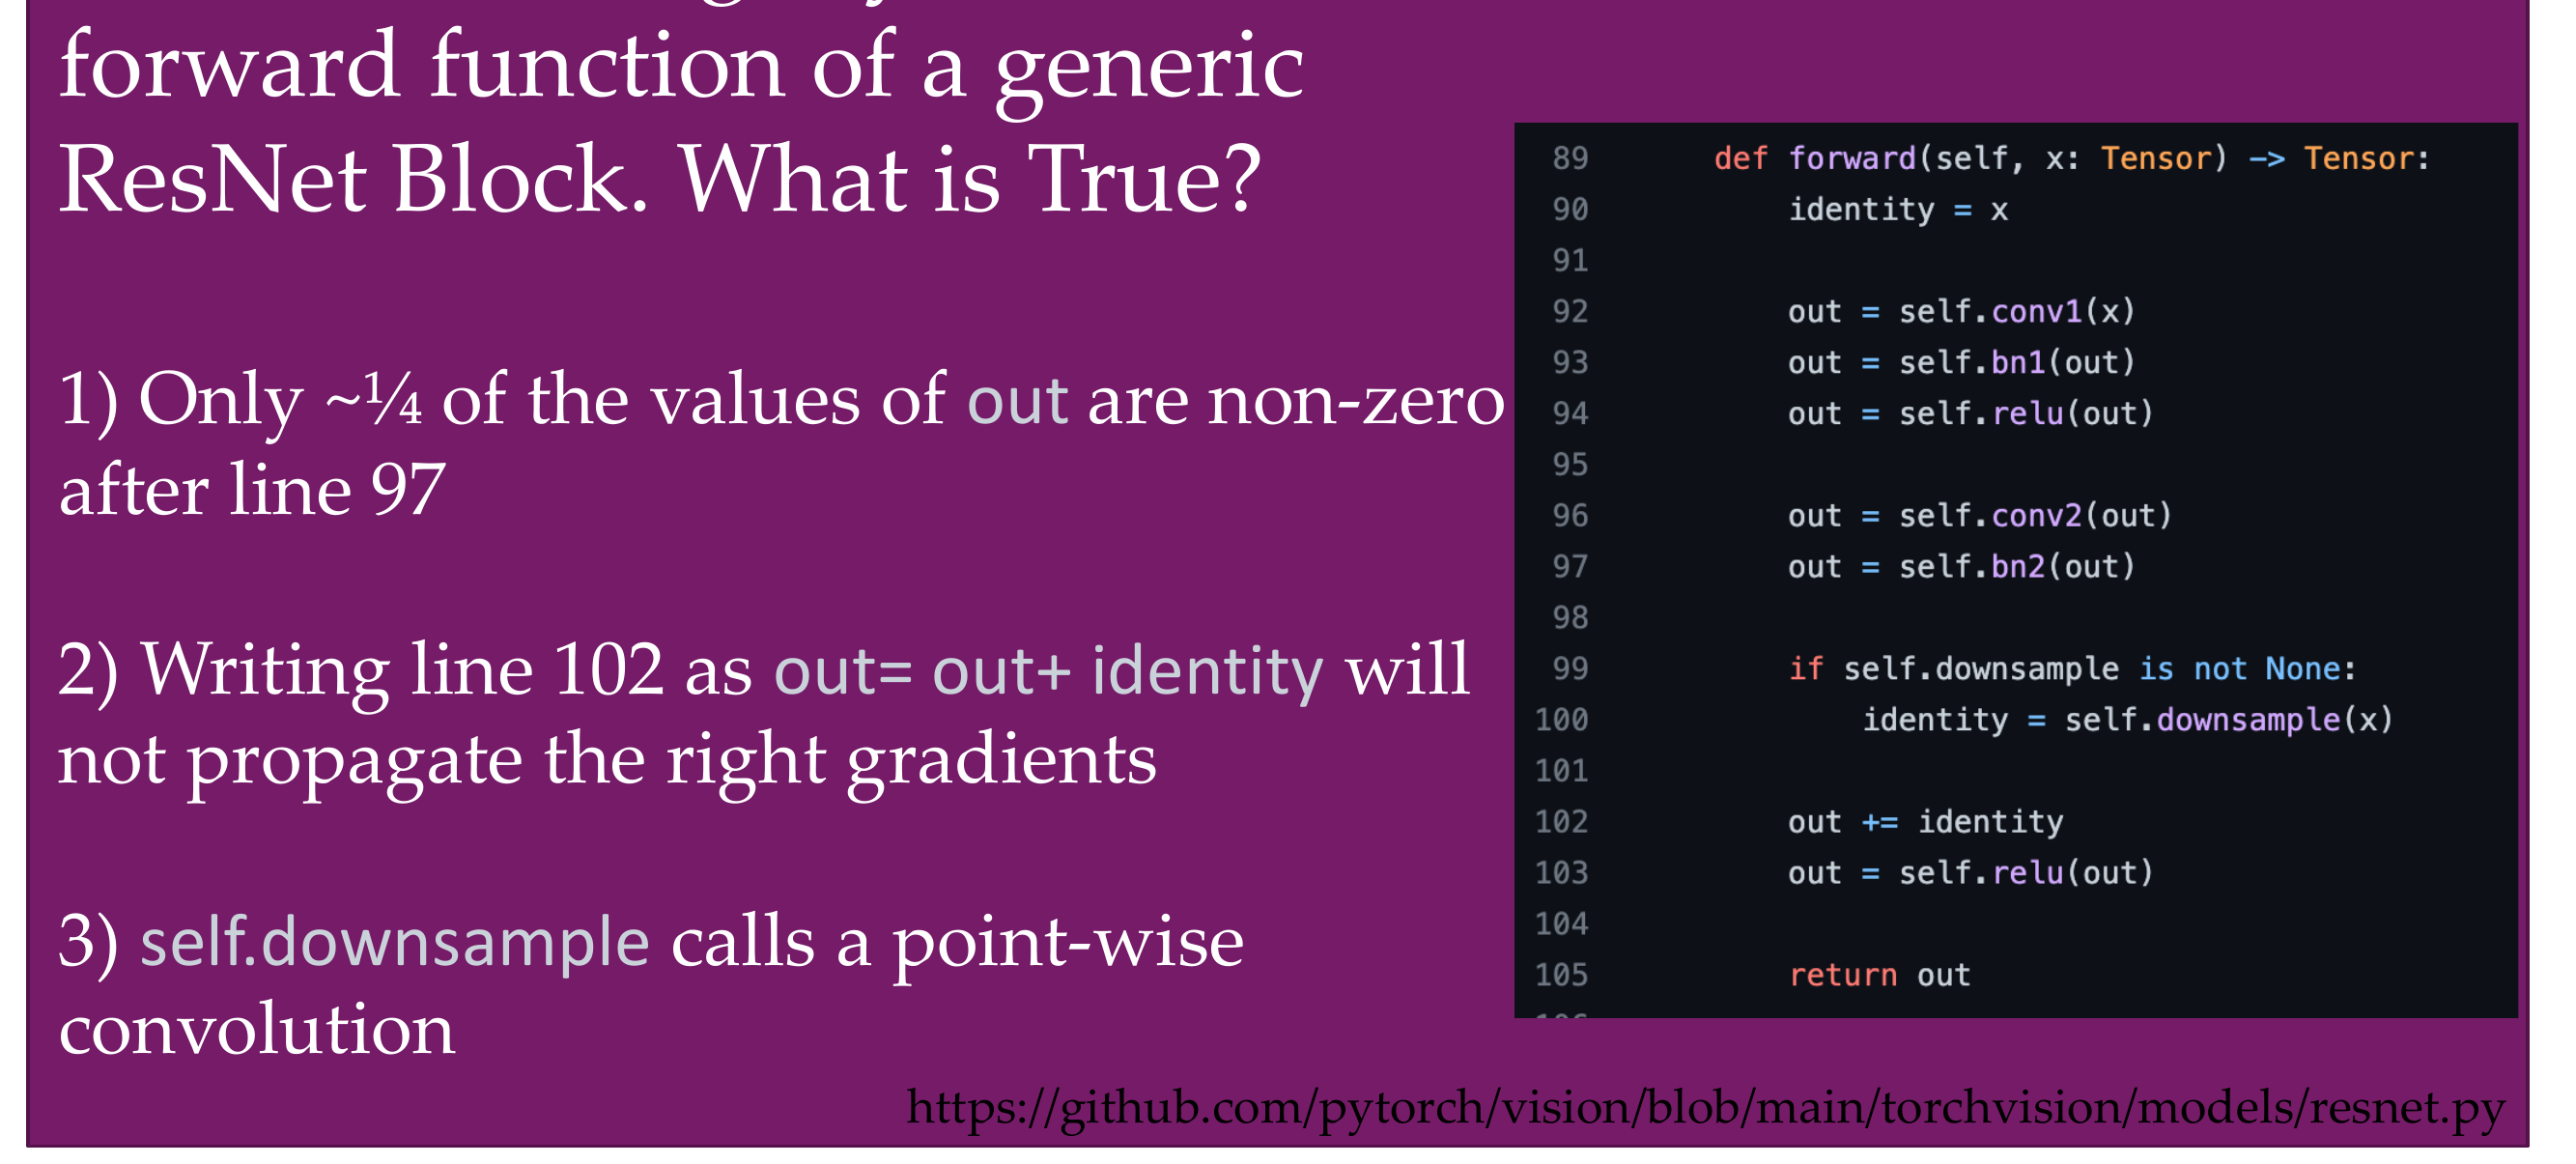 forward function of a generic
ResNet Block. What is True?
1) Only ~¼ of the values of out are non-zero
after line 97
2) Writing line 102 as out= out+ identity will
not propagate the right gradients
3) self.downsample calls a point-wise
convolution
89 def forward(self, x: Tensor) -> Tensor:
90 identity = x
91
92 out = self.conv1(x)
93 out = self.bn1(out)
94 out = self.relu(out)
95
96 out = self.conv2(out)
97 out = self.bn2(out)
98
99 if self.downsample is not None:
100 identity = self.downsample(x)
101
102 out += identity
103 out = self.relu(out)
104
105 return out
https://github.com/pytorch/vision/blob/main/torchvision/models/resnet.py